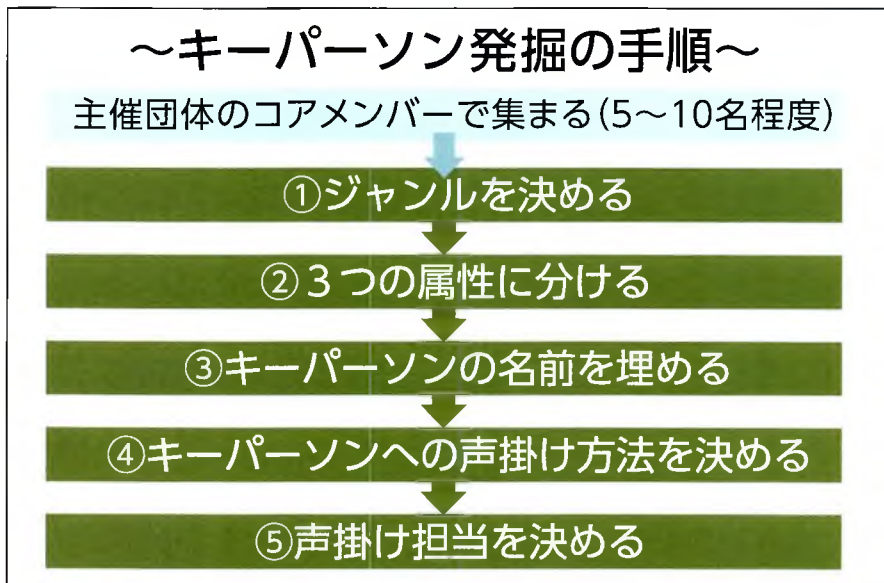 ～キーパーソン発掘の手順～
主催団体のコアメンバーで集まる(5～10名程度)
①ジャンルを決める
②３つの属性に分ける
③キーパーソンの名前を埋める
④キーパーソンへの声掛け方法を決める
⑤声掛け担当を決める